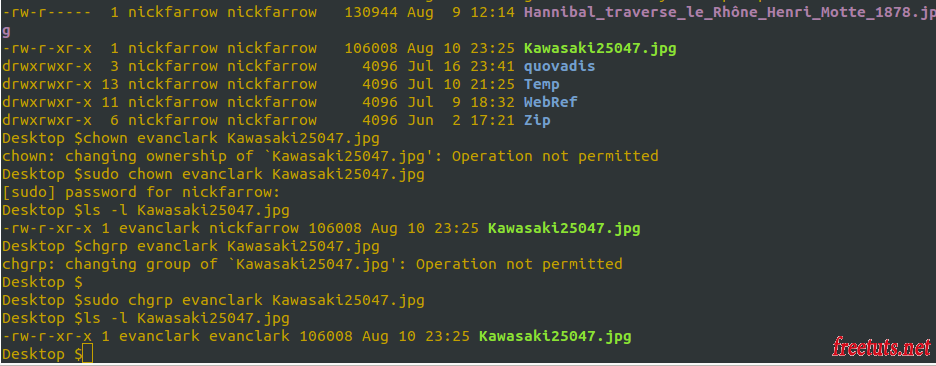 -rw-r-----  1 nickfarrow nickfarrow   130944 Aug  9 12:14 Hannibal_traverse_le_Rhône_Henri_Motte_1878.jp
g
-rw-r-xr-x  1 nickfarrow nickfarrow   106008 Aug 10 23:25 Kawasaki25047.jpg
drwxrwxr-x  3 nickfarrow nickfarrow     4096 Jul 16 23:41 quovadis
drwxrwxr-x 13 nickfarrow nickfarrow     4096 Jul 10 21:25 Temp
drwxrwxr-x 11 nickfarrow nickfarrow     4096 Jul  9 18:32 WebRef
drwxrwxr-x  6 nickfarrow nickfarrow     4096 Jun  2 17:21 Zip
Desktop $chown evanclark Kawasaki25047.jpg
chown: changing ownership of `Kawasaki25047.jpg': Operation not permitted
Desktop $sudo chown evanclark Kawasaki25047.jpg
[sudo] password for nickfarrow:
Desktop $ls -l Kawasaki25047.jpg
-rw-r-xr-x 1 evanclark nickfarrow 106008 Aug 10 23:25 Kawasaki25047.jpg
Desktop $chgrp evanclark Kawasaki25047.jpg
chgrp: changing group of `Kawasaki25047.jpg': Operation not permitted
Desktop $
Desktop $sudo chgrp evanclark Kawasaki25047.jpg
Desktop $ls -l Kawasaki25047.jpg
-rw-r-xr-x 1 evanclark evanclark 106008 Aug 10 23:25 Kawasaki25047.jpg
Desktop $
freetuts.net